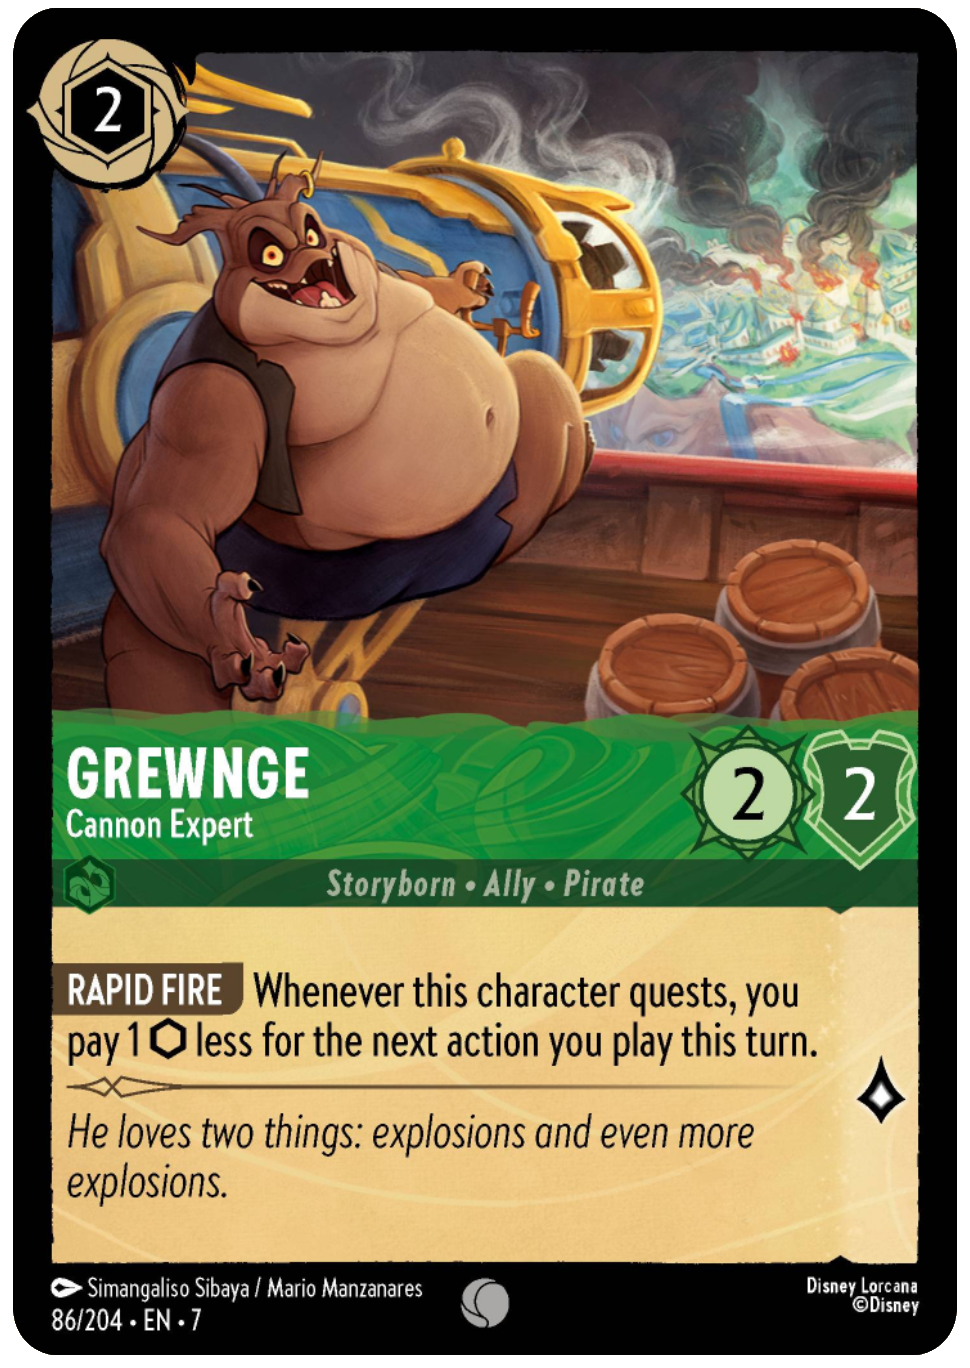 2
GREWNGE
Cannon Expert
2 2
Storyborn • Ally • Pirate
RAPID FIRE Whenever this character quests, you
pay 1 ⬡ less for the next action you play this turn.
He loves two things: explosions and even more
explosions.
Simangaliso Sibaya / Mario Manzanares
86/204 • EN • 7
Disney Lorcana
©Disney